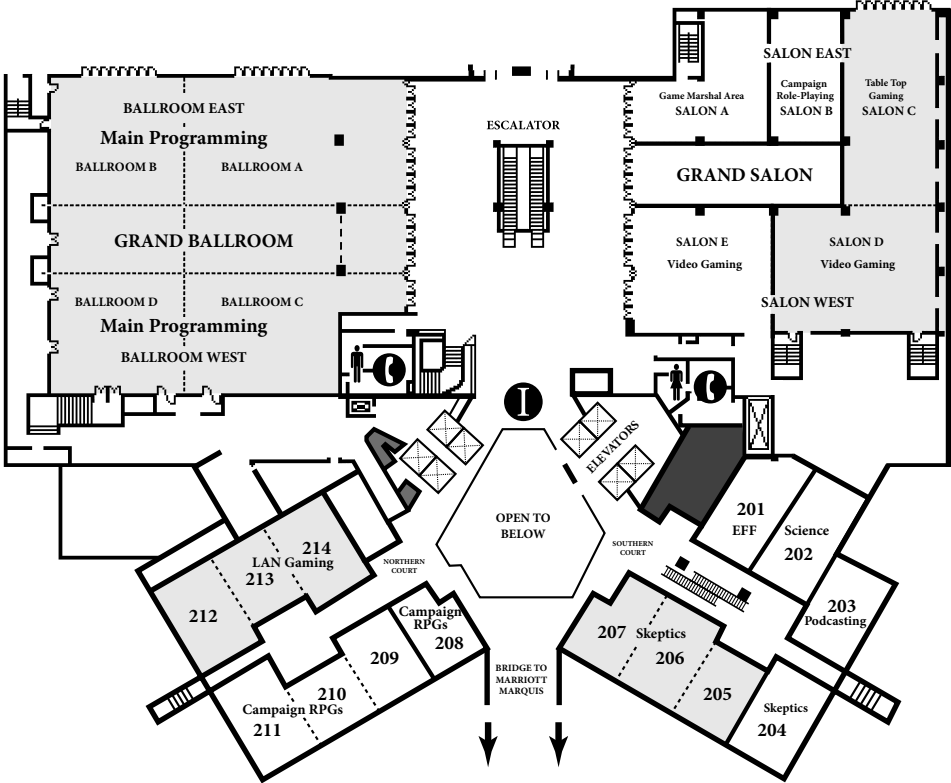 SALON EAST
Game Marshal Area
SALON A
Campaign
Role-Playing
SALON B
Table Top
Gaming
SALON C
BALLROOM EAST
Main Programming
BALLROOM B
BALLROOM A
ESCALATOR
GRAND SALON
GRAND BALLROOM
SALON E
Video Gaming
SALON D
Video Gaming
BALLROOM D
BALLROOM C
Main Programming
BALLROOM WEST
SALON WEST
I
ELEVATORS
OPEN TO
BELOW
NORTHERN
COURT
SOUTHERN
COURT
201
EFF
Science
202
203
Podcasting
214
LAN Gaming
213
212
Campaign
RPGs
208
209
210
Campaign RPGs
211
207
Skeptics
206
205
Skeptics
204
BRIDGE TO
MARRIOTT
MARQUIS